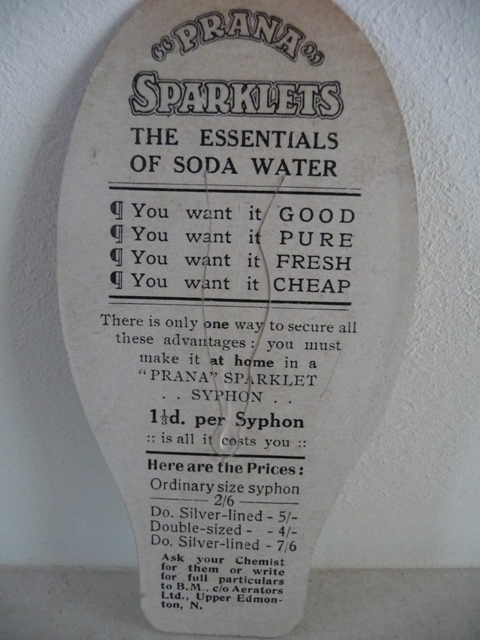 "PRANA"
SPARKLETS
THE ESSENTIALS
OF SODA WATER
¶ You want it GOOD
¶ You want it PURE
¶ You want it FRESH
¶ You want it CHEAP
There is only one way to secure all
these advantages: you must
make it at home in a
"PRANA" SPARKLET
. . SYPHON . .
1⅓d. per Syphon
:: is all it costs you ::
Here are the Prices:
Ordinary size syphon
2/6
Do. Silver-lined - 5/-
Double-sized - - 4/-
Do. Silver-lined - 7/6
Ask your Chemist
for them or write
for full particulars
to B.M., c/o Aerators
Ltd., Upper Edmon-
ton, N.